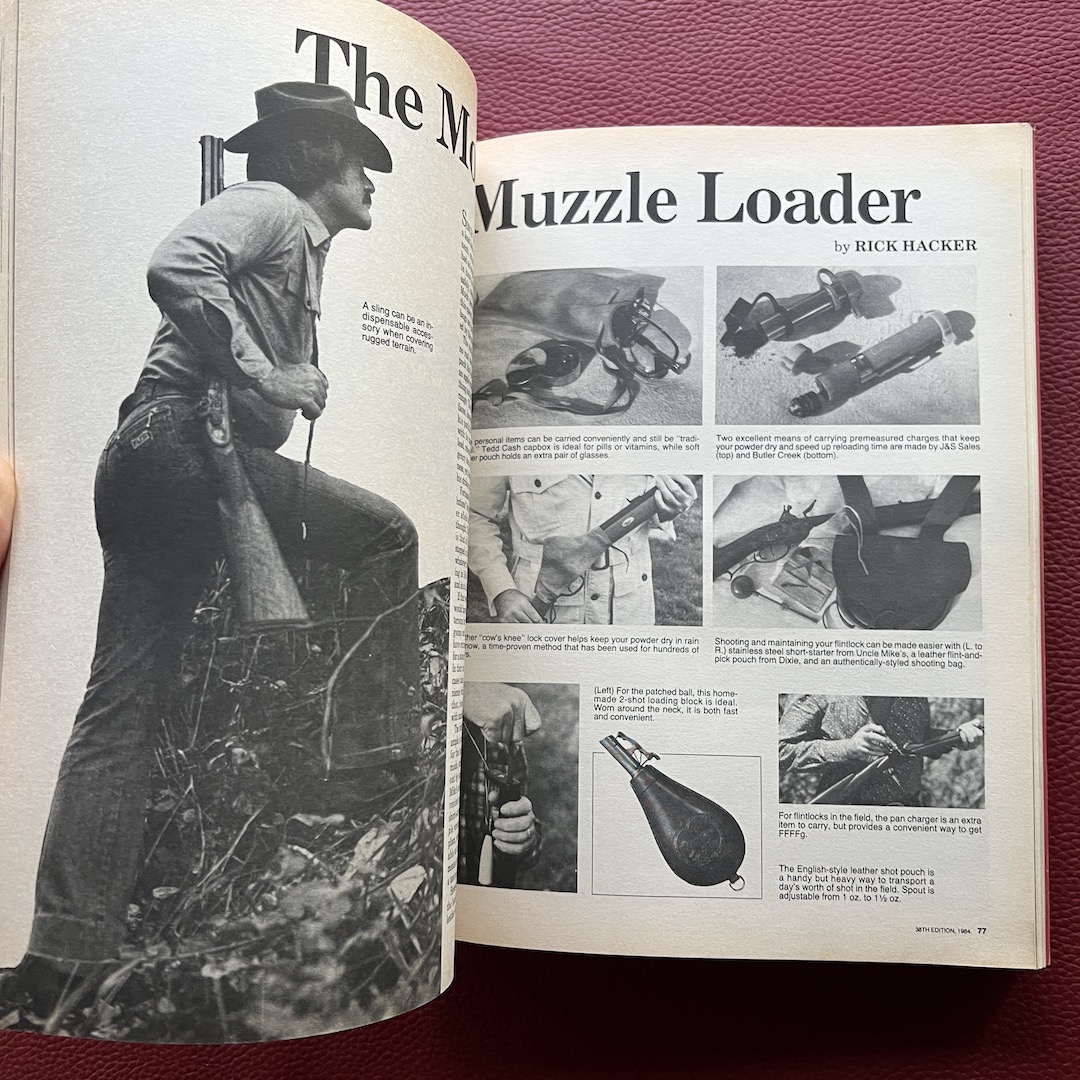 The Mo
A sling can be an in-
dispensable acces-
sory when covering
rugged terrain.
Muzzle Loader
by RICK HACKER
personal items can be carried conveniently and still be "tradi-
Tedd Cash capbox is ideal for pills or vitamins, while soft
pouch holds an extra pair of glasses.
Two excellent means of carrying premeasured charges that keep
your powder dry and speed up reloading time are made by J&S Sales
(top) and Butler Creek (bottom).
"cow's knee" lock cover helps keep your powder dry in rain
a time-proven method that has been used for hundreds of
Shooting and maintaining your flintlock can be made easier with (L. to
R.) stainless steel short-starter from Uncle Mike's, a leather flint-and-
pick pouch from Dixie, and an authentically-styled shooting bag.
(Left) For the patched ball, this home-
made 2-shot loading block is ideal.
Worn around the neck, it is both fast
and convenient.
For flintlocks in the field, the pan charger is an extra
item to carry, but provides a convenient way to get
FFFFg.
The English-style leather shot pouch is
a handy but heavy way to transport a
day's worth of shot in the field. Spout is
adjustable from 1 oz. to 1½ oz.
38TH EDITION, 1984 77